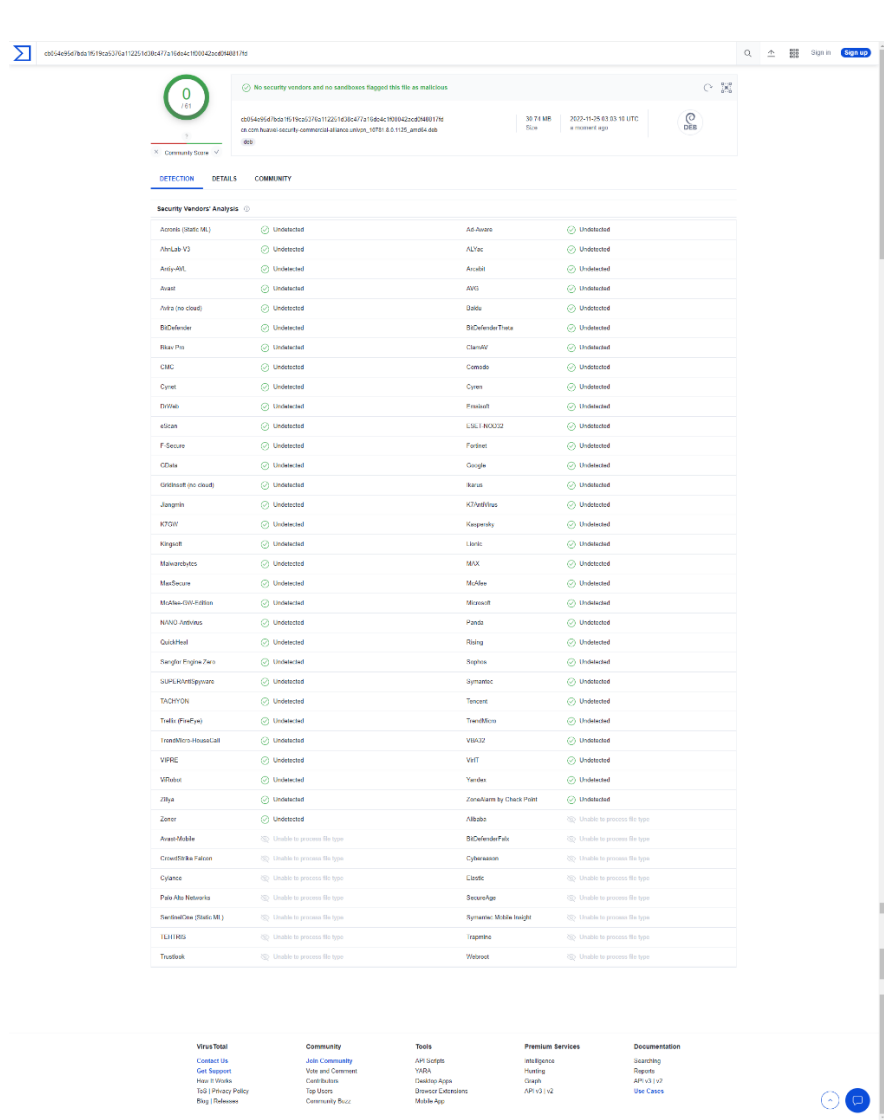 Sign in Sign up
0
/ 61
Community Score
No security vendors and no sandboxes flagged this file as malicious
deb
30.74 MB
Size
2022-11-25 03:03:10 UTC
a moment ago
DEB
DETECTION DETAILS COMMUNITY
Security Vendors' Analysis
Acronis (Static ML) Undetected Ad-Aware Undetected
AhnLab-V3 Undetected ALYac Undetected
Antiy-AVL Undetected Arcabit Undetected
Avast Undetected AVG Undetected
Avira (no cloud) Undetected Baidu Undetected
BitDefender Undetected BitDefenderTheta Undetected
Bkav Pro Undetected ClamAV Undetected
CMC Undetected Comodo Undetected
Cynet Undetected Cyren Undetected
DrWeb Undetected Emsisoft Undetected
eScan Undetected ESET-NOD32 Undetected
F-Secure Undetected Fortinet Undetected
GData Undetected Google Undetected
Gridinsoft (no cloud) Undetected Ikarus Undetected
Jiangmin Undetected K7AntiVirus Undetected
K7GW Undetected Kaspersky Undetected
Kingsoft Undetected Lionic Undetected
Malwarebytes Undetected MAX Undetected
MaxSecure Undetected McAfee Undetected
McAfee-GW-Edition Undetected Microsoft Undetected
NANO-Antivirus Undetected Panda Undetected
QuickHeal Undetected Rising Undetected
Sangfor Engine Zero Undetected Sophos Undetected
SUPERAntiSpyware Undetected Symantec Undetected
TACHYON Undetected Tencent Undetected
Trellix (FireEye) Undetected TrendMicro Undetected
TrendMicro-HouseCall Undetected VBA32 Undetected
VIPRE Undetected VirIT Undetected
ViRobot Undetected Yandex Undetected
Zillya Undetected ZoneAlarm by Check Point Undetected
Zoner Undetected Alibaba Unable to process file type
Avast-Mobile Unable to process file type BitDefenderFalx Unable to process file type
CrowdStrike Falcon Unable to process file type Cybereason Unable to process file type
Cylance Unable to process file type Elastic Unable to process file type
Palo Alto Networks Unable to process file type SecureAge Unable to process file type
SentinelOne (Static ML) Unable to process file type Symantec Mobile Insight Unable to process file type
TEHTRIS Unable to process file type Trapmine Unable to process file type
Trustlook Unable to process file type Webroot Unable to process file type
VirusTotal Community Tools Premium Services Documentation
Contact Us Join Community API Scripts Intelligence Searching
Get Support Vote and Comment YARA Hunting Reports
How It Works Contributors Desktop Apps Graph API v3 | v2
ToS | Privacy Policy Top Users Browser Extensions API v3 | v2 Use Cases
Blog | Releases Community Buzz Mobile App